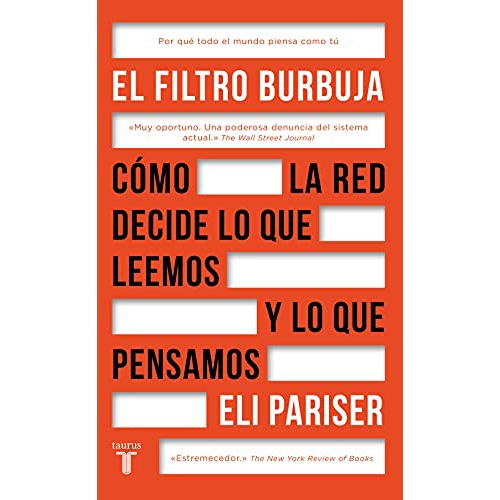 Por qué todo el mundo piensa como tú
EL FILTRO BURBUJA
«Muy oportuno. Una poderosa denuncia del sistema
actual.» The Wall Street Journal
CÓMO LA RED
DECIDE LO QUE
LEEMOS
Y LO QUE
PENSAMOS
ELI PARISER
taurus
T
«Estremecedor.» The New York Review of Books